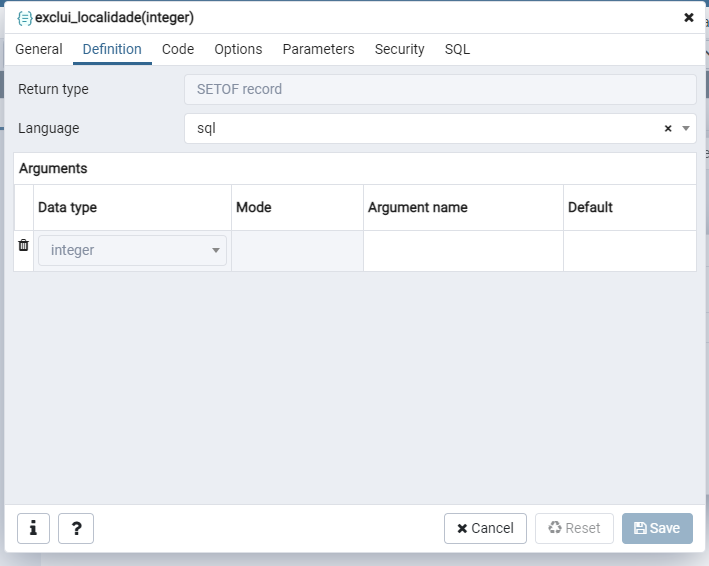 exclui_localidade(integer)
General Definition Code Options Parameters Security SQL
Return type SETOF record
Language sql
Arguments
Data type Mode Argument name Default
integer
Cancel Reset Save